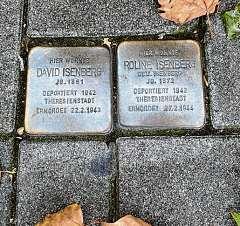 HIER WOHNTE
DAVID ISENBERG
JG. 1861
DEPORTIERT 1942
THERESIENSTADT
ERMORDET 22.2.1943
HIER WOHNTE
ROLINE ISENBERG
GEB.
JG. 1872
DEPORTIERT 1942
THERESIENSTADT
ERMORDET